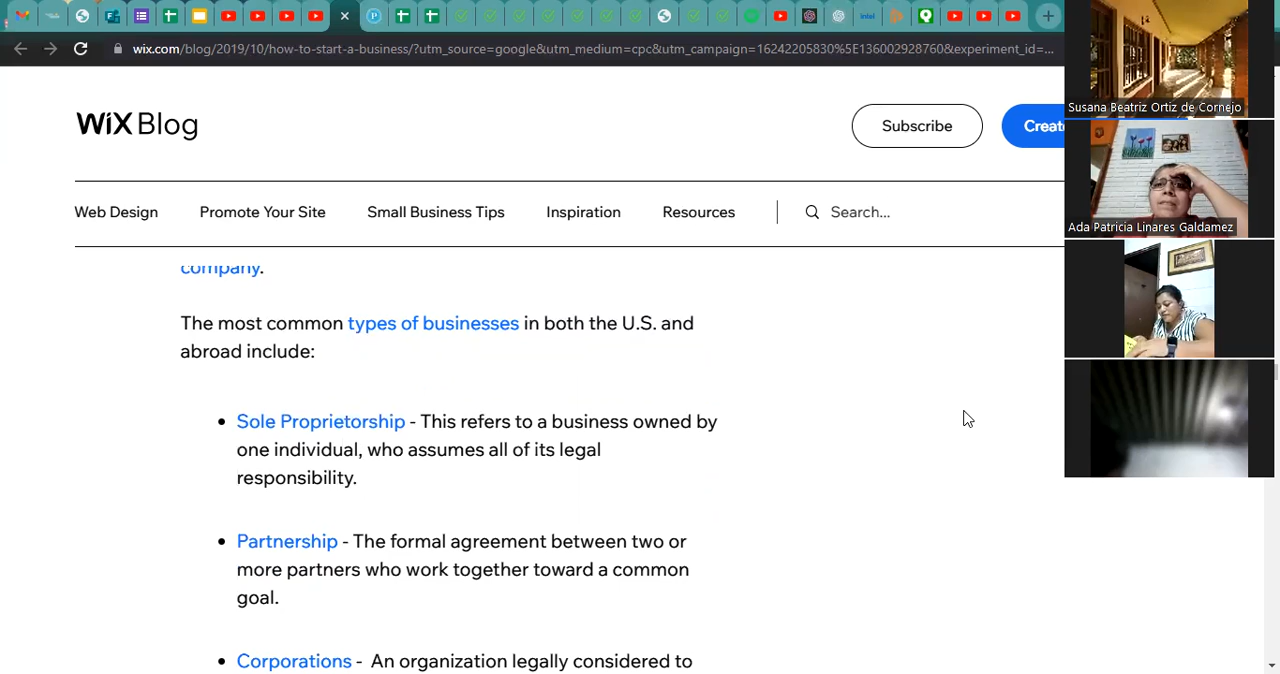 wix.com/blog/2019/10/how-to-start-a-business/?utm_source=google&utm_medium=cpc&utm_campaign=16242205830%5E136002928760&experiment_id=...
Susana Beatriz Ortiz de Cornejo
WiX Blog
Subscribe
Create
Web Design
Promote Your Site
Small Business Tips
Inspiration
Resources
Search...
Ada Patricia Linares Galdamez
company.
The most common types of businesses in both the U.S. and
abroad include:
• Sole Proprietorship - This refers to a business owned by
one individual, who assumes all of its legal
responsibility.
• Partnership - The formal agreement between two or
more partners who work together toward a common
goal.
• Corporations - An organization legally considered to